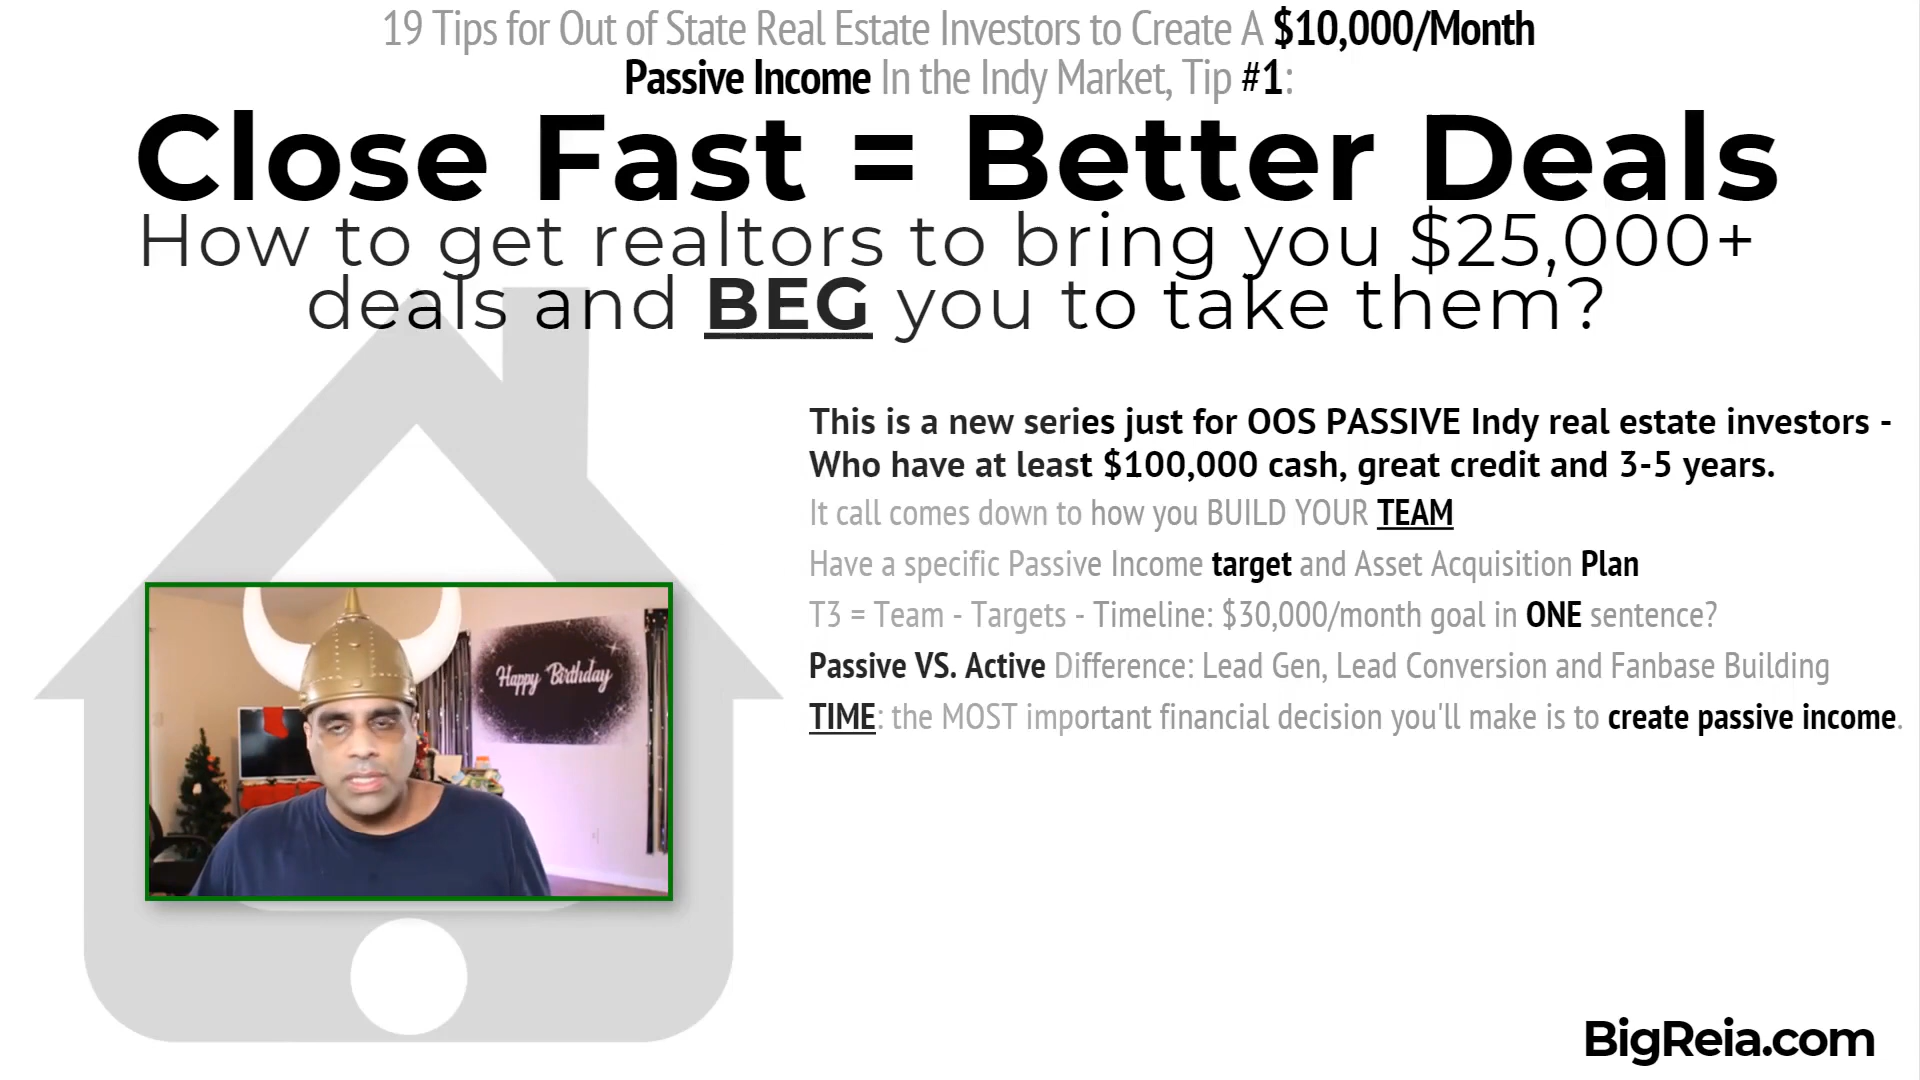 19 Tips for Out of State Real Estate Investors to Create A $10,000/Month
Passive Income In the Indy Market, Tip #1:
Close Fast = Better Deals
How to get realtors to bring you $25,000+
deals and BEG you to take them?
This is a new series just for OOS PASSIVE Indy real estate investors -
Who have at least $100,000 cash, great credit and 3-5 years.
It call comes down to how you BUILD YOUR TEAM
Have a specific Passive Income target and Asset Acquisition Plan
T3 = Team - Targets - Timeline: $30,000/month goal in ONE sentence?
Passive VS. Active Difference: Lead Gen, Lead Conversion and Fanbase Building
TIME: the MOST important financial decision you'll make is to create passive income.
Happy Birthday
BigReia.com